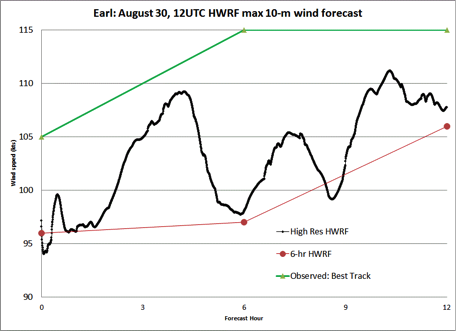 Earl: August 30, 12UTC HWRF max 10-m wind forecast
115
110
105
100
95
90
Wind spped (kts)
0
3
6
9
12
Forecast Hour
High Res HWRF
6-hr HWRF
Observed: Best Track